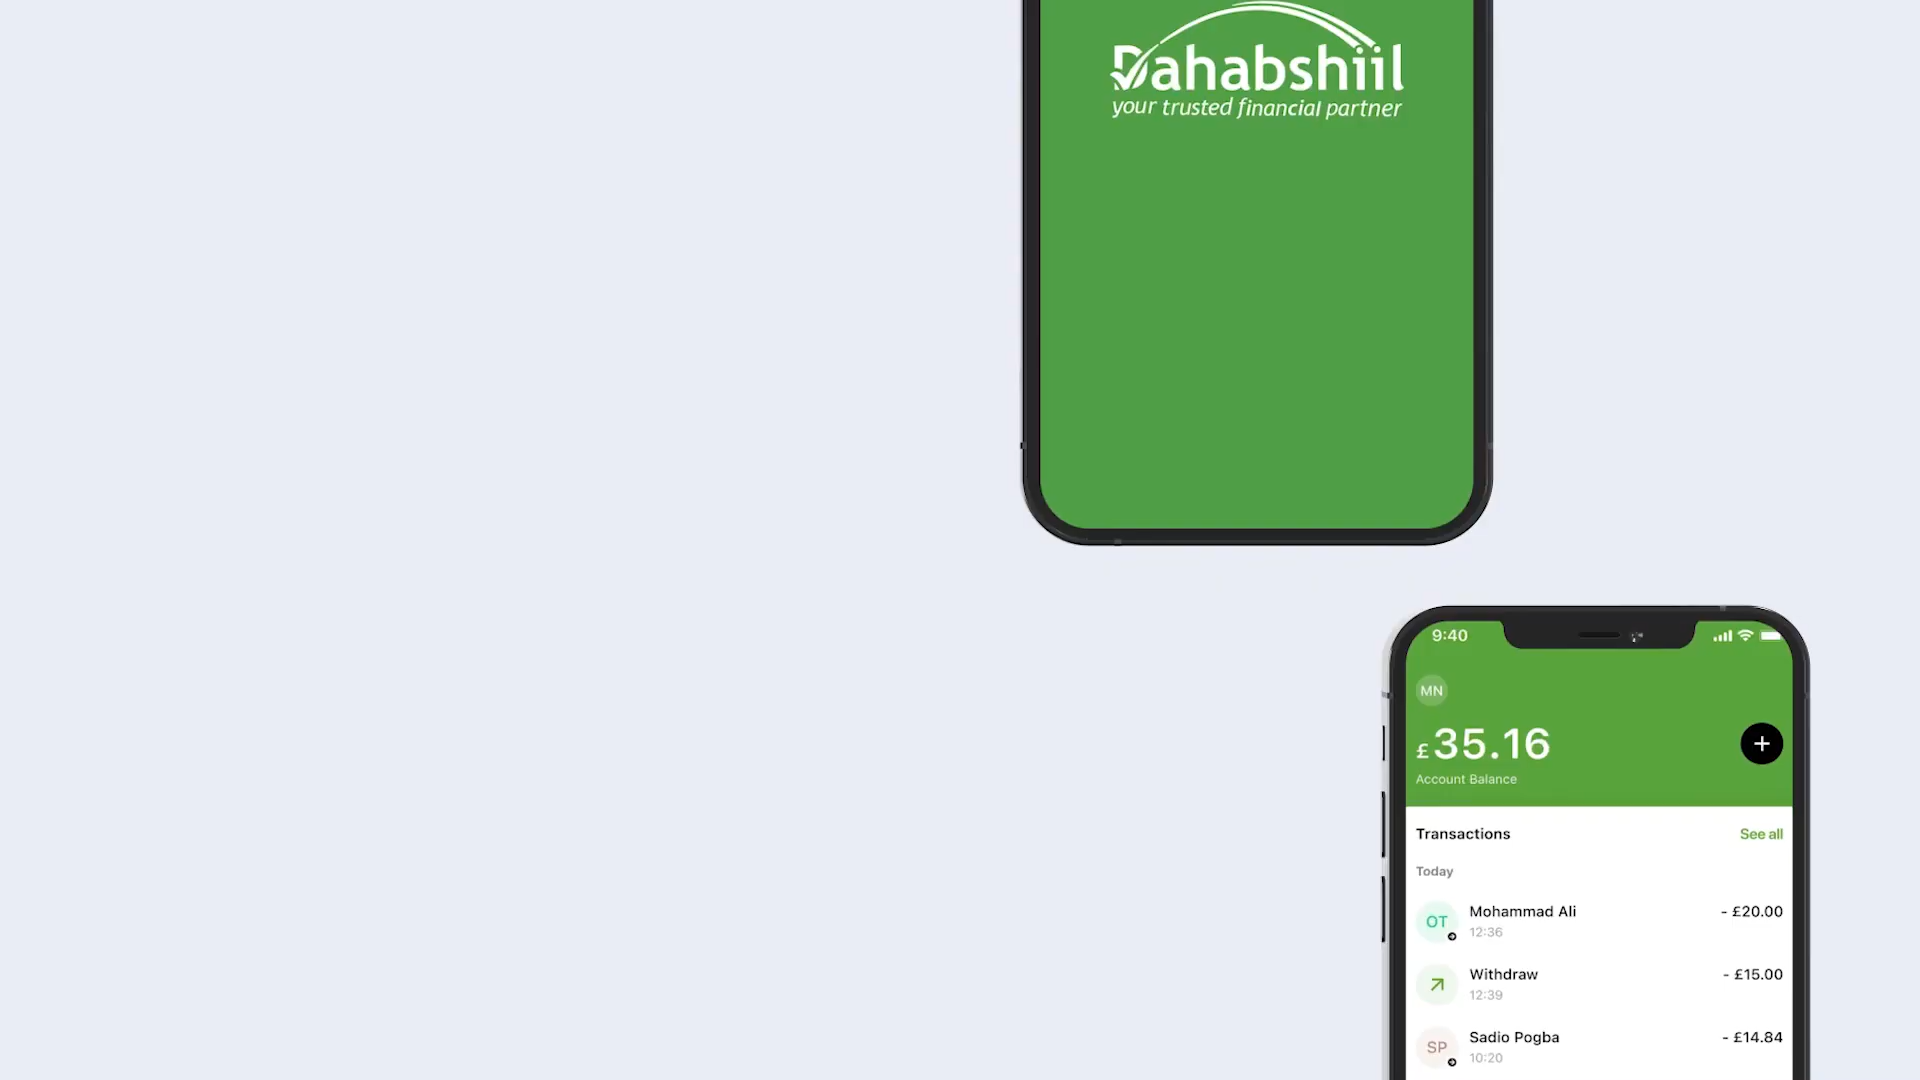 Dahabshiil
your trusted financial partner
9:40
MN
£35.16
Account Balance
Transactions
See all
Today
OT
Mohammad Ali
- £20.00
12:36
Withdraw
- £15.00
12:39
SP
Sadio Pogba
- £14.84
10:20